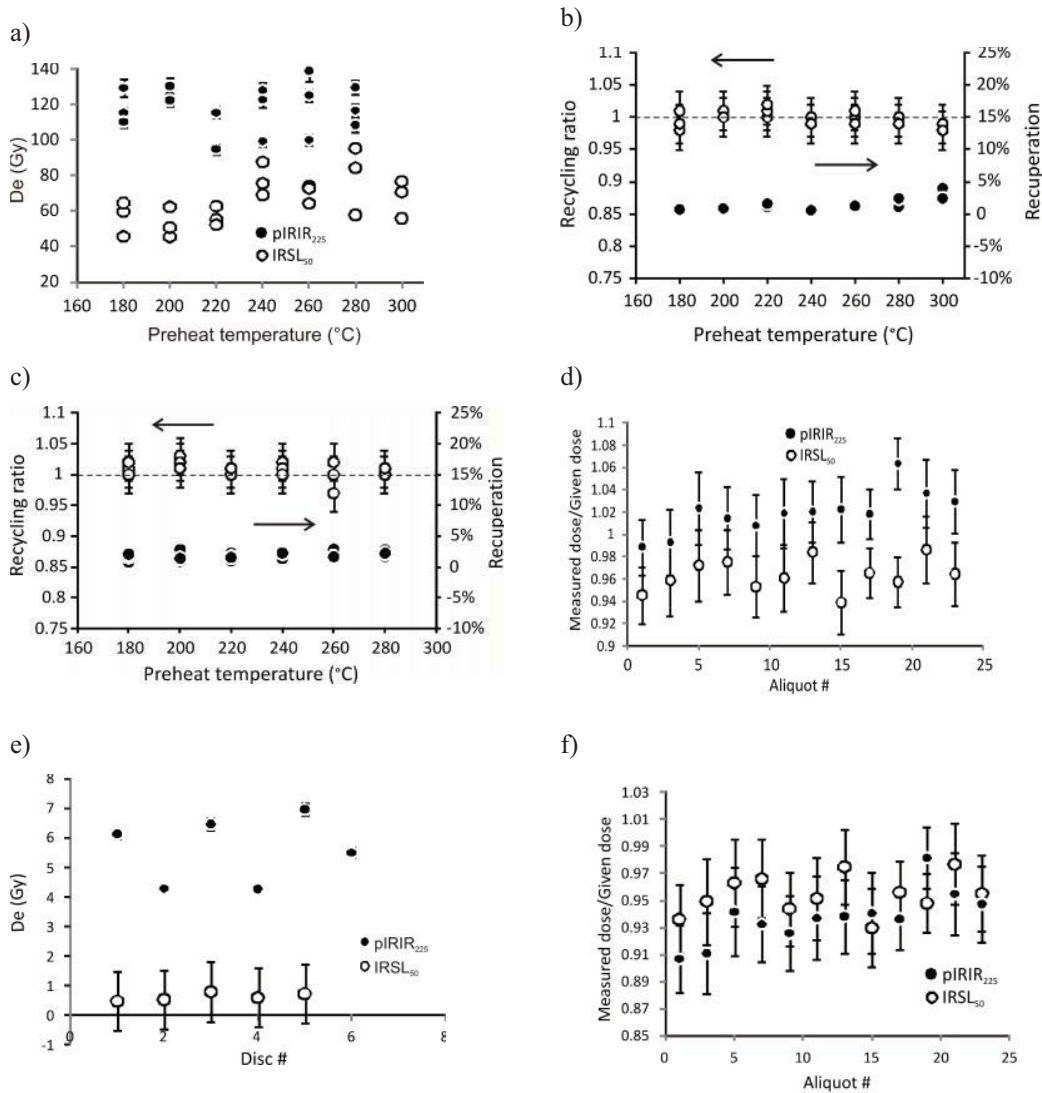 a)
140
120
100
80
60
40
20
De (Gy)
pIRIR225
IRSL50
160 180 200 220 240 260 280 300
Preheat temperature (°C)
b)
1.1
1.05
1
0.95
0.9
0.85
0.8
0.75
Recycling ratio
25%
20%
15%
10%
5%
0
-5%
-10%
Recuperation
160 180 200 220 240 260 280 300
Preheat temperature (°C)
c)
1.1
1.05
1
0.95
0.9
0.85
0.8
0.75
Recycling ratio
25%
20%
15%
10%
5%
0
-5%
-10%
Recuperation
160 180 200 220 240 260 280 300
Preheat temperature (°C)
d)
1.1
1.08
1.06
1.04
1.02
1
0.98
0.96
0.94
0.92
0.9
Measured dose/Given dose
pIRIR225
IRSL50
0 5 10 15 20 25
Aliquot #
e)
8
7
6
5
4
3
2
1
0
-1
De (Gy)
pIRIR225
IRSL50
0 2 4 6 8
Disc #
f)
1.03
1.01
0.99
0.97
0.95
0.93
0.91
0.89
0.87
0.85
Measured dose/Given dose
pIRIR225
IRSL50
0 5 10 15 20 25
Aliquot #